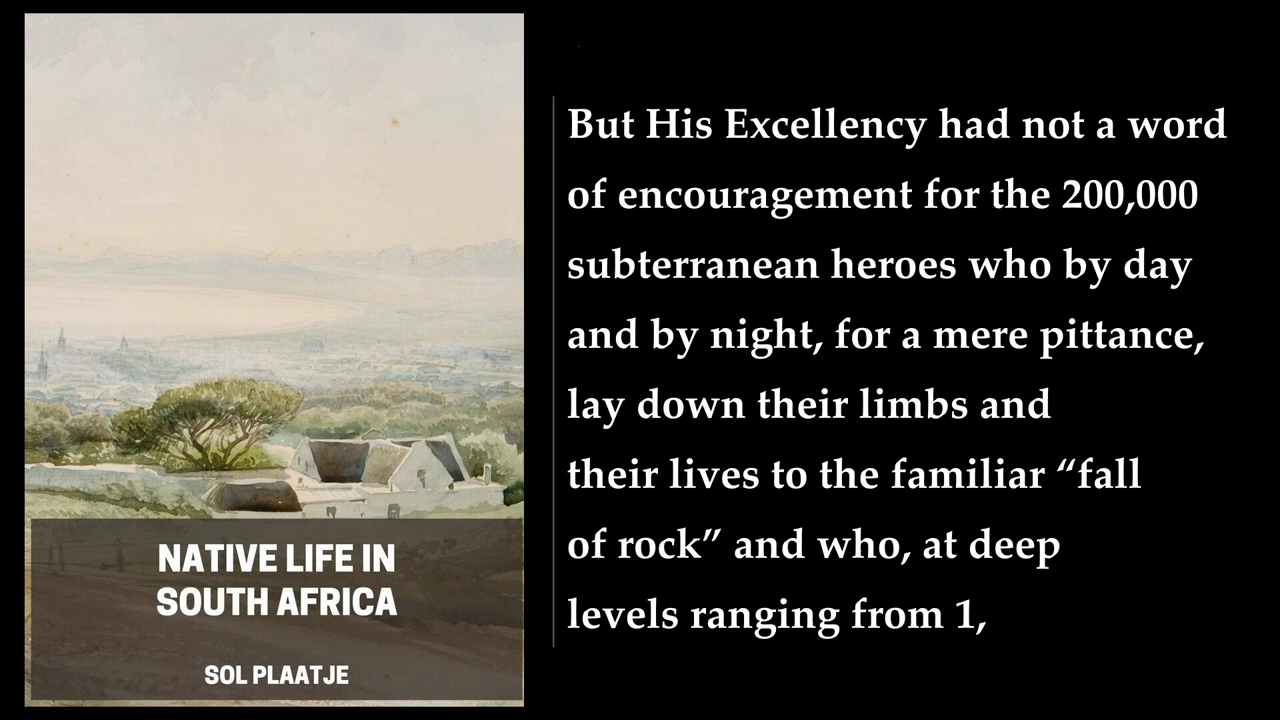 NATIVE LIFE IN
SOUTH AFRICA
SOL PLAATJE
But His Excellency had not a word
of encouragement for the 200,000
subterranean heroes who by day
and by night, for a mere pittance,
lay down their limbs and
their lives to the familiar “fall
of rock” and who, at deep
levels ranging from 1,